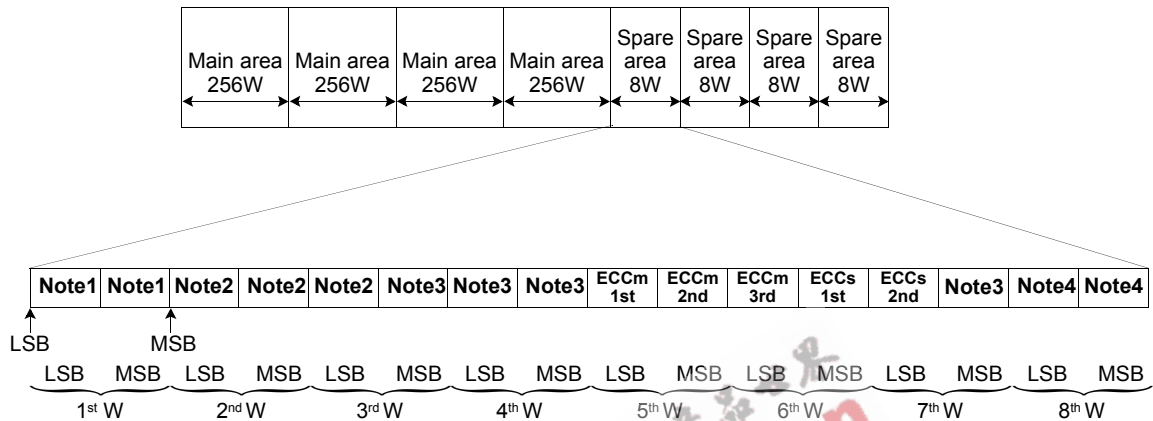 Main area 256W Main area 256W Main area 256W Main area 256W Spare area 8W Spare area 8W Spare area 8W Spare area 8W
Note1 Note1 Note2 Note2 Note2 Note3 Note3 Note3 ECCm 1st ECCm 2nd ECCm 3rd ECCs 1st ECCs 2nd Note3 Note4 Note4
LSB MSB
LSB MSB LSB MSB LSB MSB LSB MSB LSB MSB LSB MSB LSB MSB LSB MSB
1st W 2nd W 3rd W 4th W 5th W 6th W 7th W 8th W